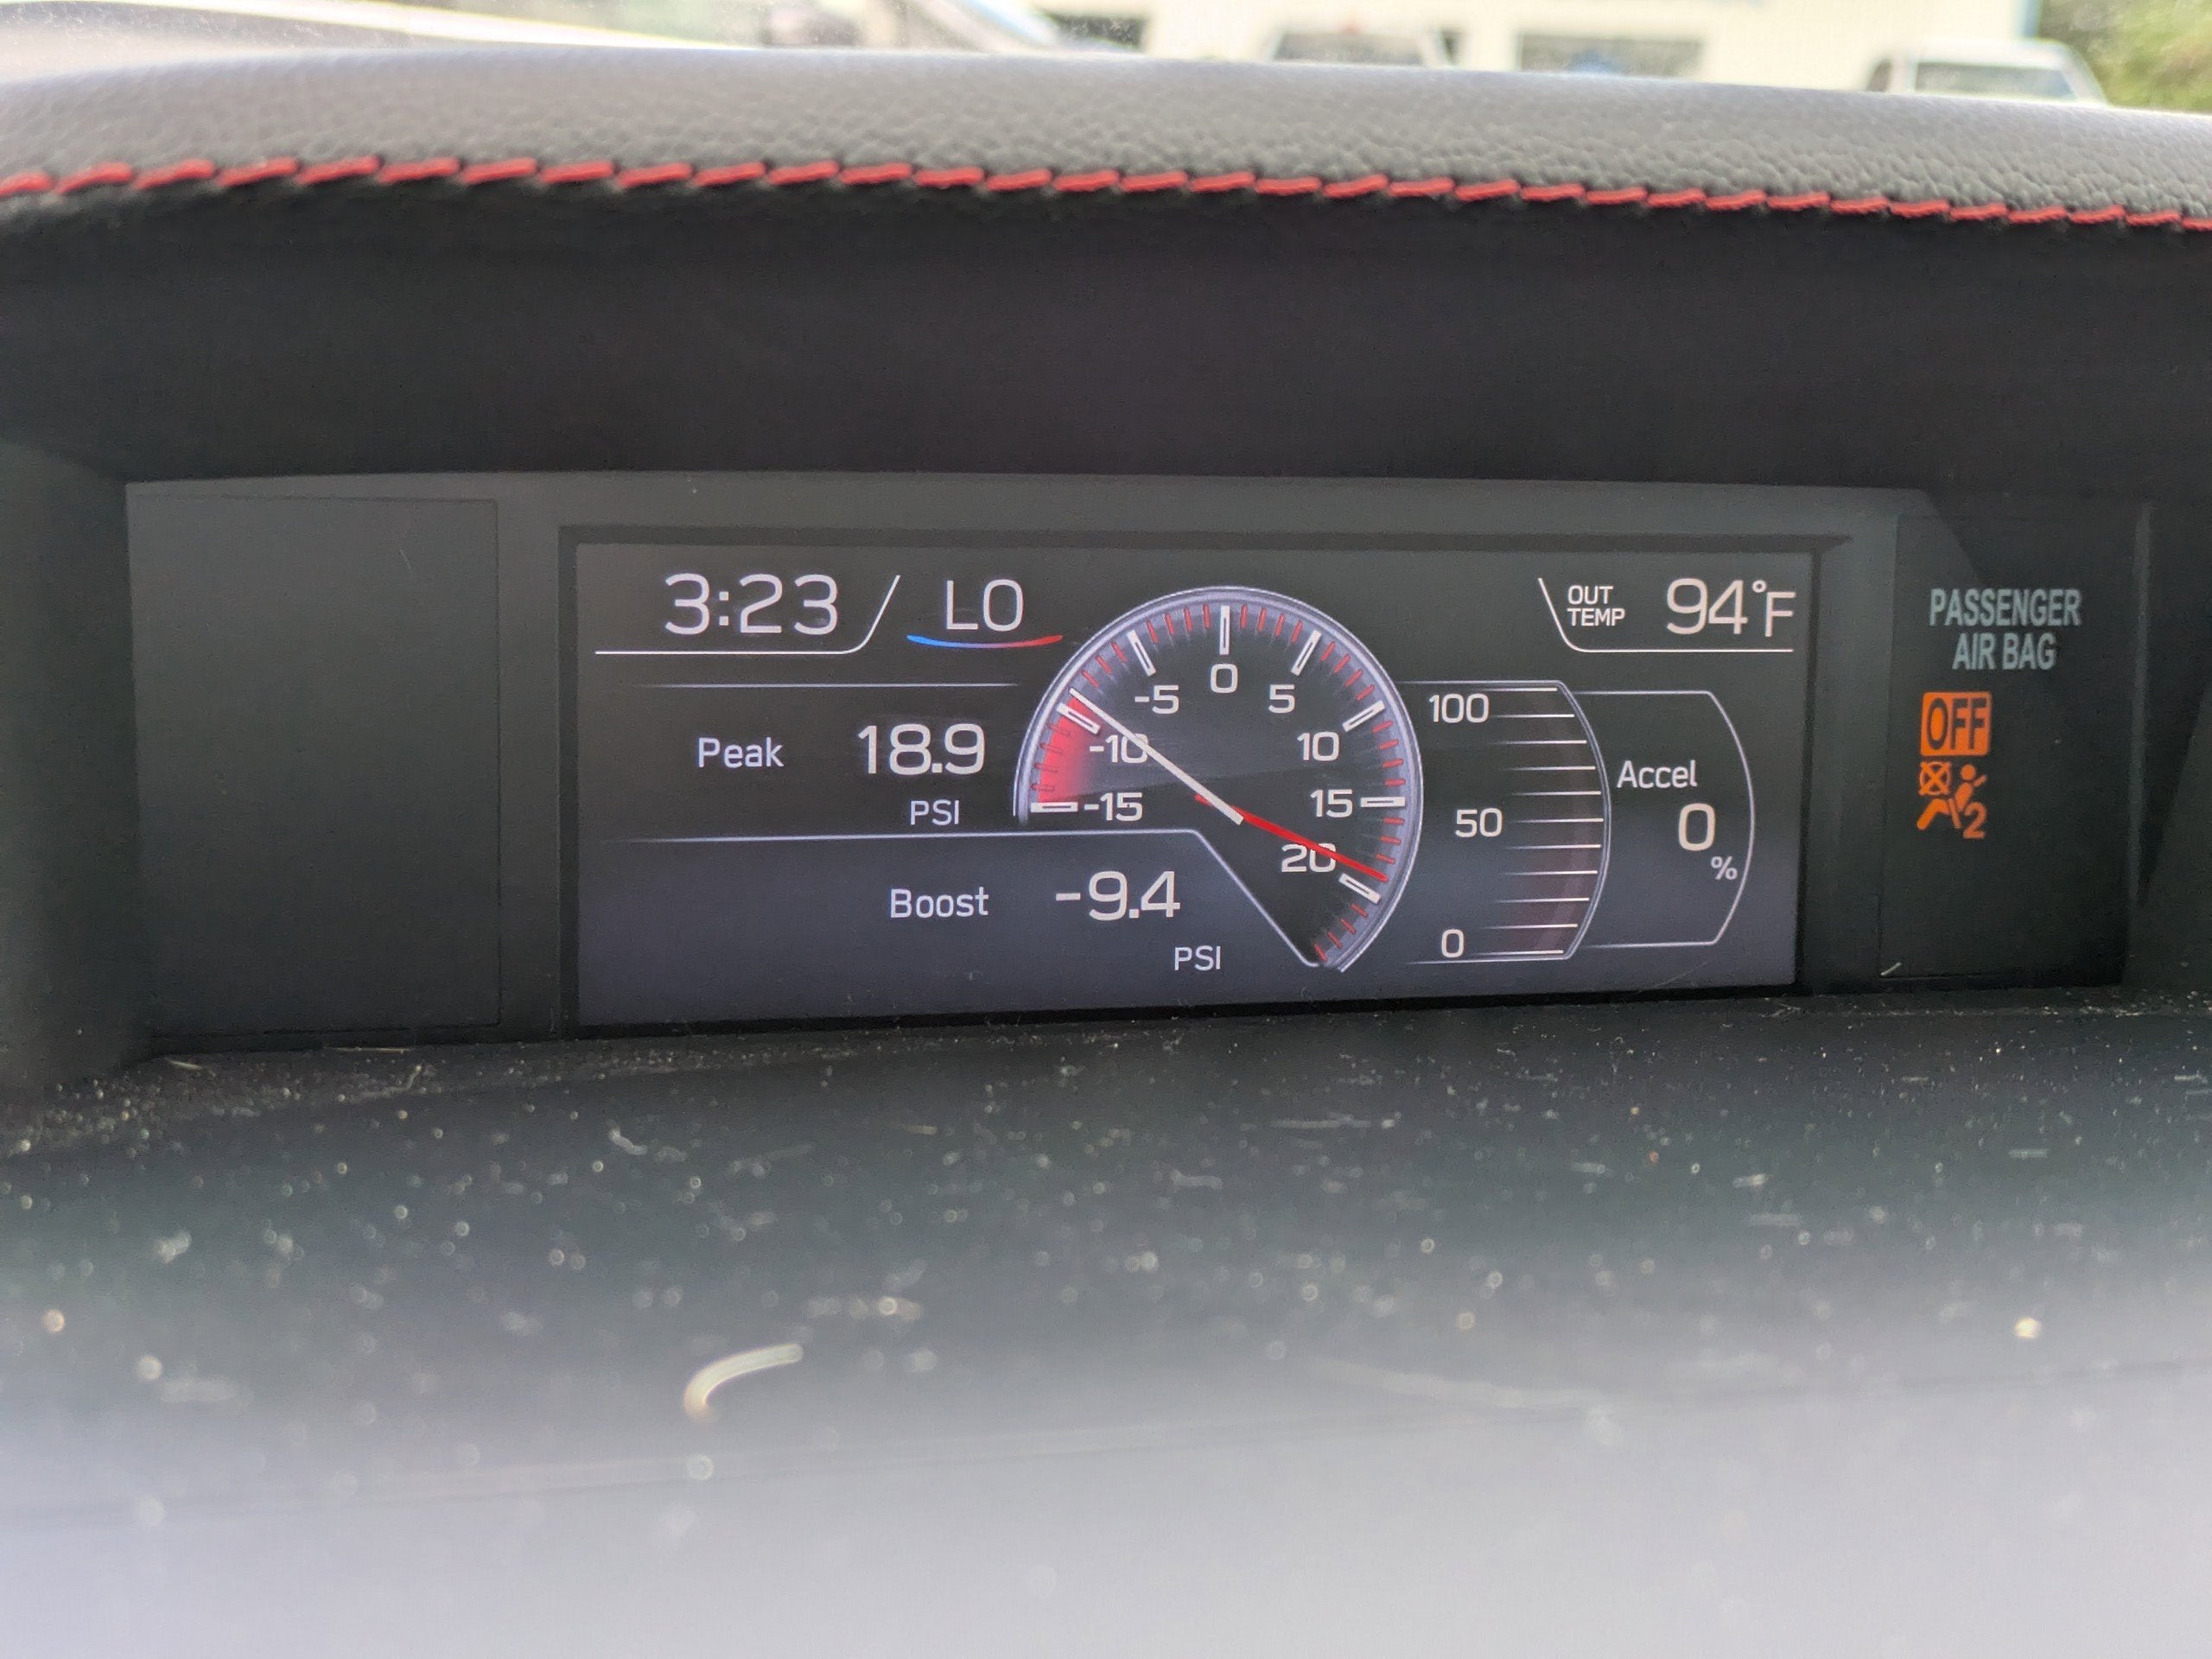 3:23 LO
OUT
TEMP 94°F
PASSENGER
AIR BAG
OFF
2
Peak 18.9
PSI
Boost -9.4
PSI
-15
-10
-5
0
5
10
15
20
100
50
0
Accel
0
%